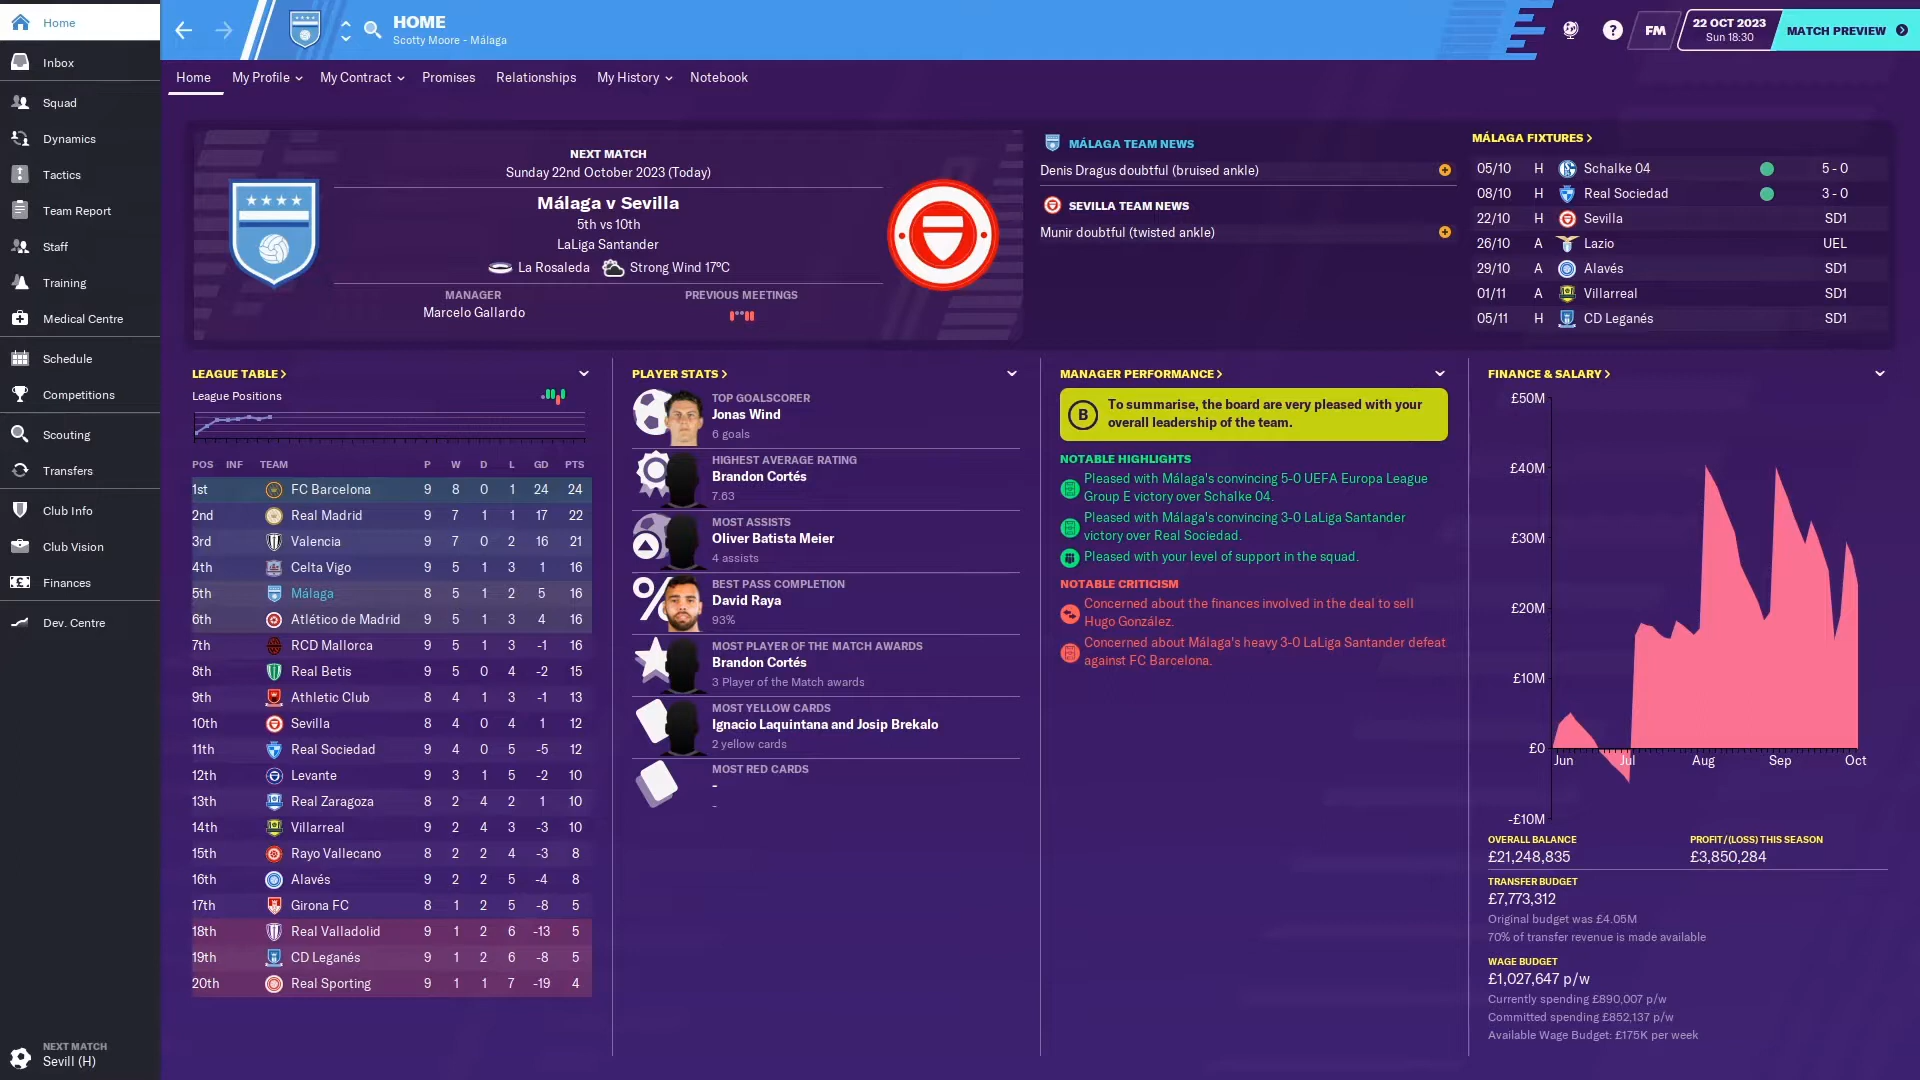 Home
Inbox
Squad
Dynamics
Tactics
Team Report
Staff
Training
Medical Centre
Schedule
Competitions
Scouting
Transfers
Club Info
Club Vision
Finances
Dev. Centre
NEXT MATCH
Sevill (H)
HOME
Scotty Moore - Málaga
?
FM
22 OCT 2023
Sun 18:30
MATCH PREVIEW
Home My Profile My Contract Promises Relationships My History Notebook
NEXT MATCH
Sunday 22nd October 2023 (Today)
Málaga v Sevilla
5th vs 10th
LaLiga Santander
La Rosaleda Strong Wind 17ºC
MANAGER PREVIOUS MEETINGS
Marcelo Gallardo
MÁLAGA TEAM NEWS
Denis Dragus doubtful (bruised ankle)
SEVILLA TEAM NEWS
Munir doubtful (twisted ankle)
MÁLAGA FIXTURES >
05/10 H Schalke 04 5 - 0
08/10 H Real Sociedad 3 - 0
22/10 H Sevilla SD1
26/10 A Lazio UEL
29/10 A Alavés SD1
01/11 A Villarreal SD1
05/11 H CD Leganés SD1
LEAGUE TABLE >
League Positions
POS INF TEAM P W D L GD PTS
1st FC Barcelona 9 8 0 1 24 24
2nd Real Madrid 9 7 1 1 17 22
3rd Valencia 9 7 0 2 16 21
4th Celta Vigo 9 5 1 3 1 16
5th Málaga 8 5 1 2 5 16
6th Atlético de Madrid 9 5 1 3 4 16
7th RCD Mallorca 9 5 1 3 -1 16
8th Real Betis 9 5 0 4 -2 15
9th Athletic Club 8 4 1 3 -1 13
10th Sevilla 8 4 0 4 1 12
11th Real Sociedad 9 4 0 5 -5 12
12th Levante 9 3 1 5 -2 10
13th Real Zaragoza 8 2 4 2 1 10
14th Villarreal 9 2 4 3 -3 10
15th Rayo Vallecano 8 2 2 4 -3 8
16th Alavés 9 2 2 5 -4 8
17th Girona FC 8 1 2 5 -8 5
18th Real Valladolid 9 1 2 6 -13 5
19th CD Leganés 9 1 2 6 -8 5
20th Real Sporting 9 1 1 7 -19 4
PLAYER STATS >
TOP GOALSCORER
Jonas Wind
6 goals
HIGHEST AVERAGE RATING
Brandon Cortés
7.63
MOST ASSISTS
Oliver Batista Meier
4 assists
BEST PASS COMPLETION
David Raya
93%
MOST PLAYER OF THE MATCH AWARDS
Brandon Cortés
3 Player of the Match awards
MOST YELLOW CARDS
Ignacio Laquintana and Josip Brekalo
2 yellow cards
MOST RED CARDS
-
-
MANAGER PERFORMANCE >
B
To summarise, the board are very pleased with your
overall leadership of the team.
NOTABLE HIGHLIGHTS
Pleased with Málaga's convincing 5-0 UEFA Europa League
Group E victory over Schalke 04.
Pleased with Málaga's convincing 3-0 LaLiga Santander
victory over Real Sociedad.
Pleased with your level of support in the squad.
NOTABLE CRITICISM
Concerned about the finances involved in the deal to sell
Hugo González.
Concerned about Málaga's heavy 3-0 LaLiga Santander defeat
against FC Barcelona.
FINANCE & SALARY >
£50M
£40M
£30M
£20M
£10M
£0
-£10M
Jun Jul Aug Sep Oct
OVERALL BALANCE PROFIT/(LOSS) THIS SEASON
£21,248,835 £3,850,284
TRANSFER BUDGET
£7,773,312
Original budget was £4.05M
70% of transfer revenue is made available
WAGE BUDGET
£1,027,647 p/w
Currently spending £890,007 p/w
Committed spending £852,137 p/w
Available Wage Budget: £175K per week